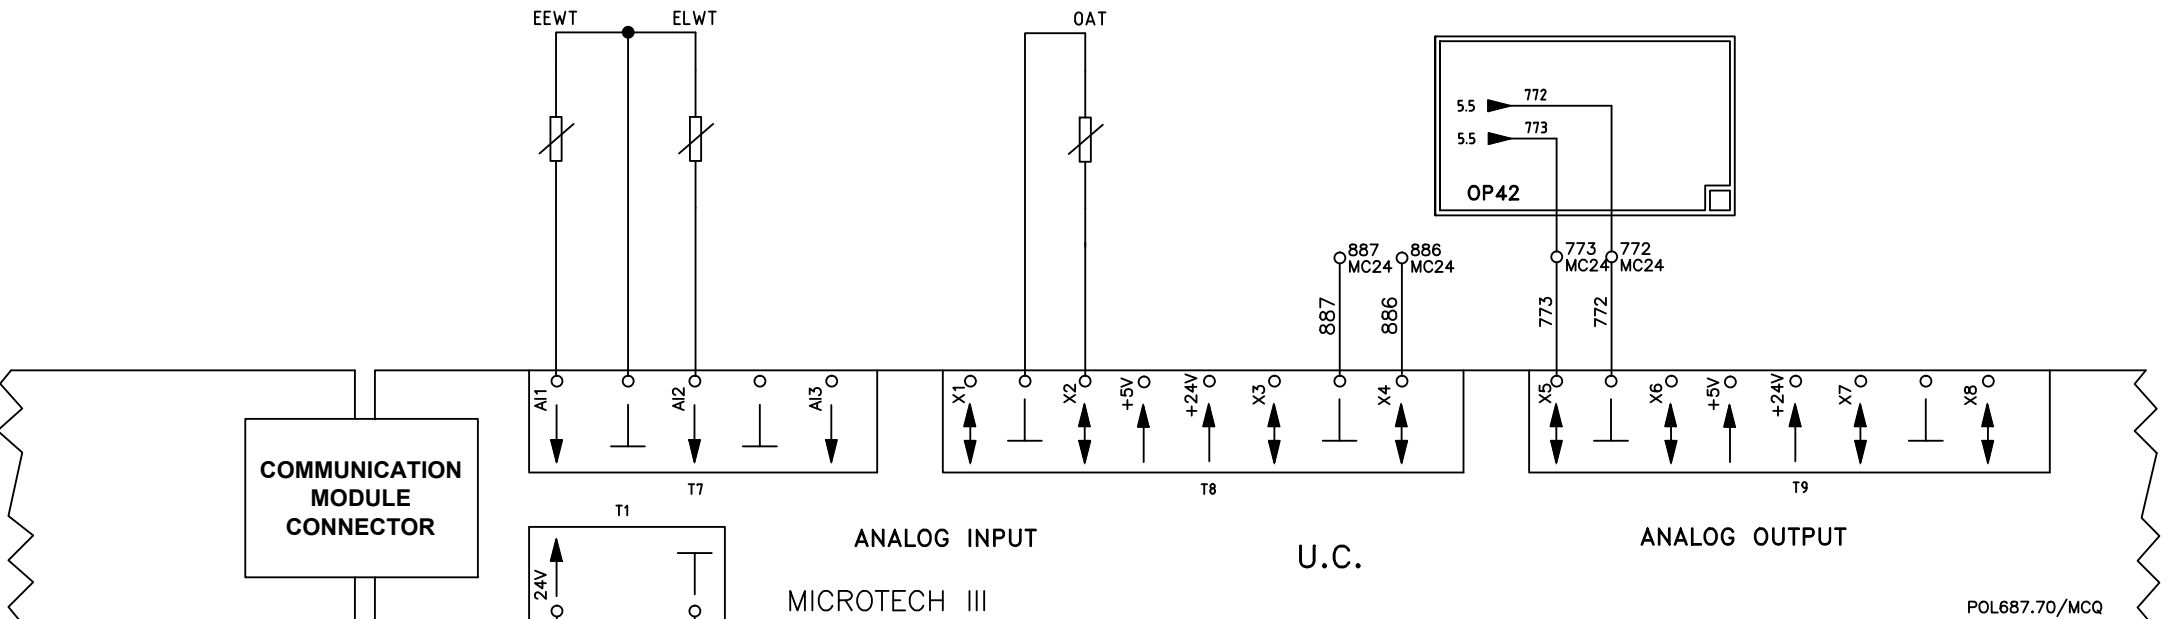 EEWT ELWT OAT
5.5 772
5.5 773
OP42
887 886 773 772
MC24 MC24 MC24 MC24
887 886 773 772
AI1 AI2 AI3 X1 X2 +5V +24V X3 X4 X5 X6 +5V +24V X7 X8
COMMUNICATION
MODULE
CONNECTOR
T7 T8 T9
T1
ANALOG INPUT U.C. ANALOG OUTPUT
24V
MICROTECH III
POL687.70/MCQ